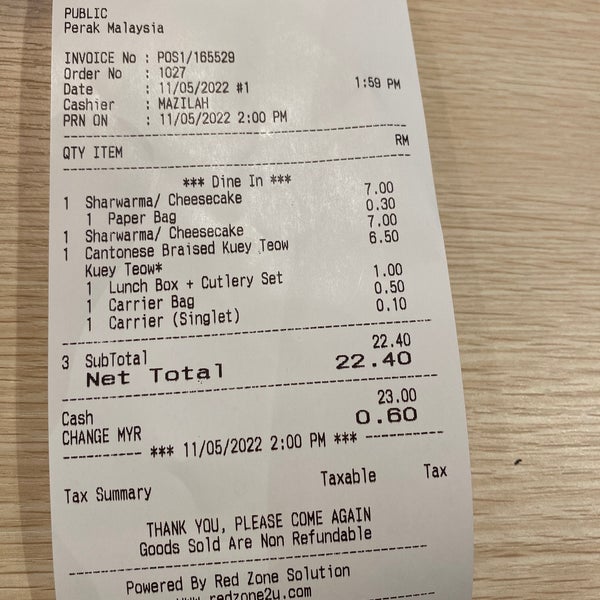 PUBLIC
Perak Malaysia
INVOICE No : POS1/165529
Order No : 1027
Date : 11/05/2022 #1 1:59 PM
Cashier : MAZILAH
PRN ON : 11/05/2022 2:00 PM
QTY ITEM RM
*** Dine In ***
1 Sharwarma/ Cheesecake 7.00
1 Paper Bag 0.30
1 Sharwarma/ Cheesecake 7.00
1 Cantonese Braised Kuey Teow 6.50
Kuey Teow*
1 Lunch Box + Cutlery Set 1.00
1 Carrier Bag 0.50
1 Carrier (Singlet) 0.10
3 SubTotal 22.40
Net Total 22.40
Cash 23.00
CHANGE MYR 0.60
*** 11/05/2022 2:00 PM ***
Tax Summary Taxable Tax
THANK YOU, PLEASE COME AGAIN
Goods Sold Are Non Refundable
Powered By Red Zone Solution
www.redzone2u.com